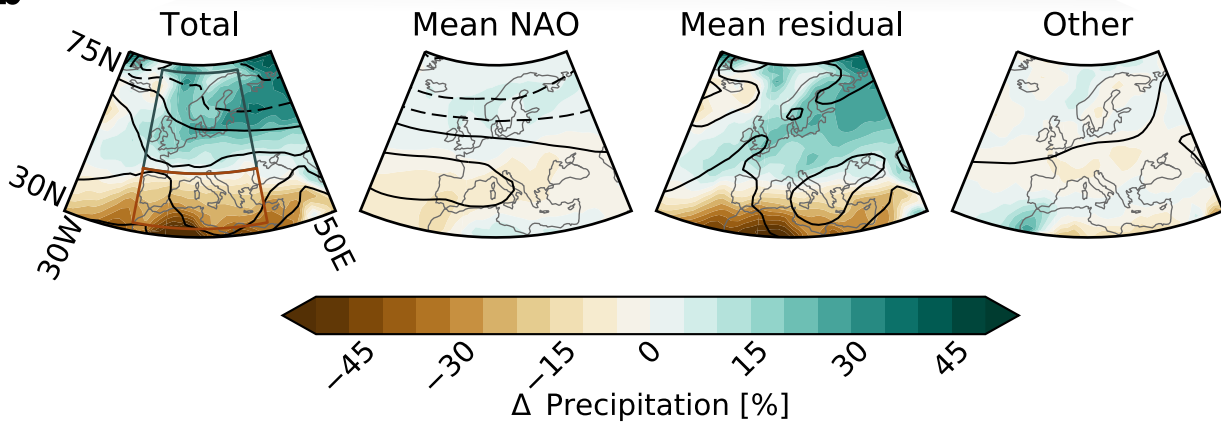 b
Total
Mean NAO
Mean residual
Other
75N
30N
30W
50E
−45
−30
−15
0
15
30
45
Δ Precipitation [%]